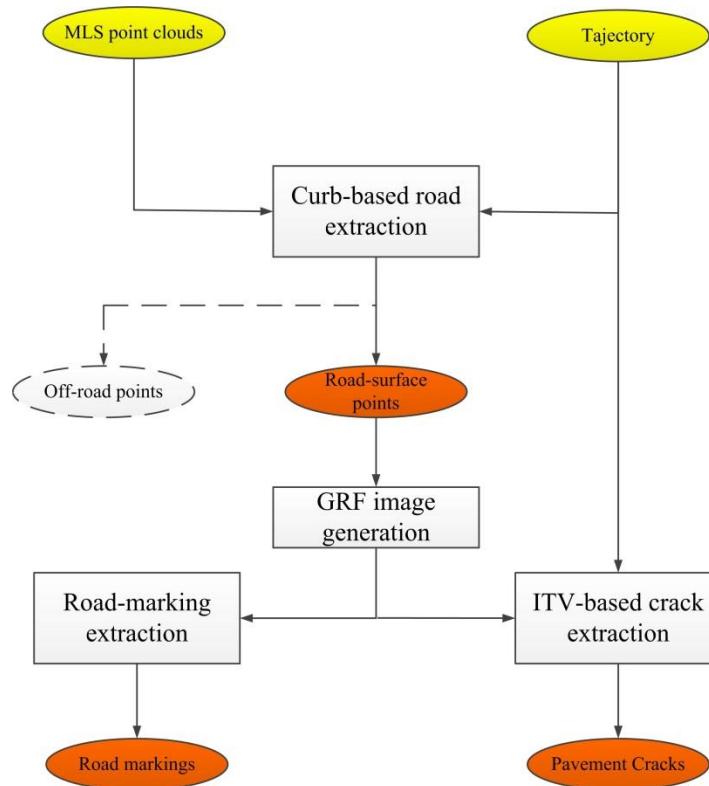 MLS point clouds
Tajectory
Curb-based road
extraction
Off-road points
Road-surface
points
GRF image
generation
Road-marking
extraction
ITV-based crack
extraction
Road markings
Pavement Cracks